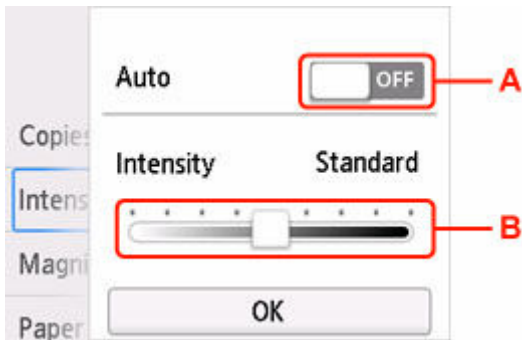 Auto
OFF
A
Copies
Intensity
Standard
Intens
B
Magni
OK
Paper